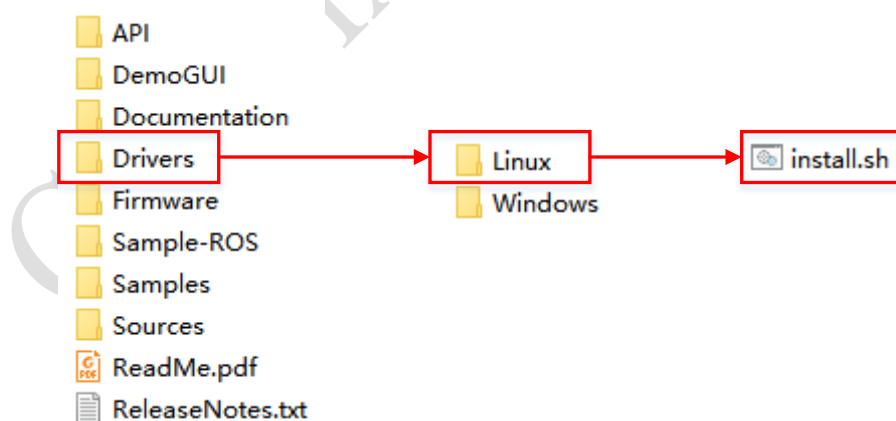 API
DemoGUI
Documentation
Drivers
Firmware
Sample-ROS
Samples
Sources
ReadMe.pdf
ReleaseNotes.txt
Linux
Windows
install.sh